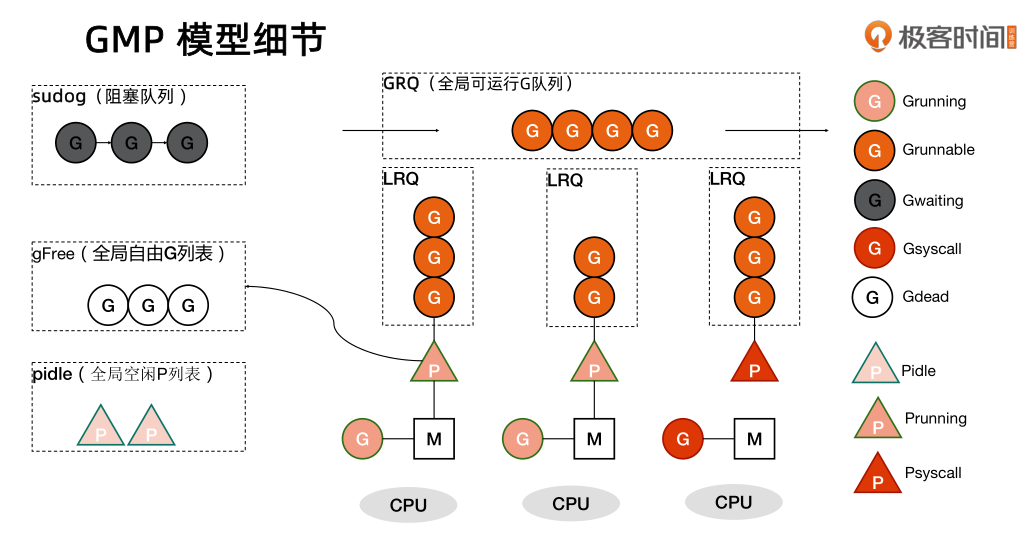 GMP 模型细节
极客时间
训练营
sudog（阻塞队列）
G G G
GRQ（全局可运行G队列）
G G G G
G Grunning
G Grunnable
G Gwaiting
G Gsyscall
G Gdead
LRQ
G
G
G
LRQ
G
G
LRQ
G
G
G
gFree（全局自由G列表）
G G G
pidle（全局空闲P列表）
P P
P
P
P
P Pidle
P Prunning
P Psyscall
G M
G M
G M
CPU
CPU
CPU